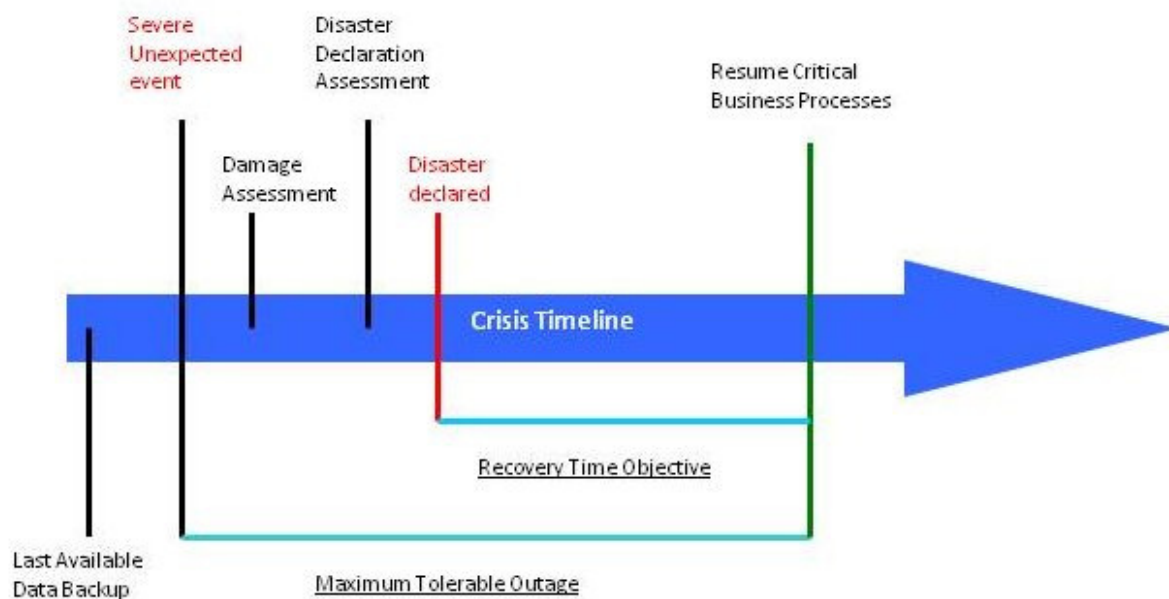 Severe
Unexpected
event
Disaster
Declaration
Assessment
Resume Critical
Business Processes
Damage
Assessment
Disaster
declared
Crisis Timeline
Recovery Time Objective
Last Available
Data Backup
Maximum Tolerable Outage